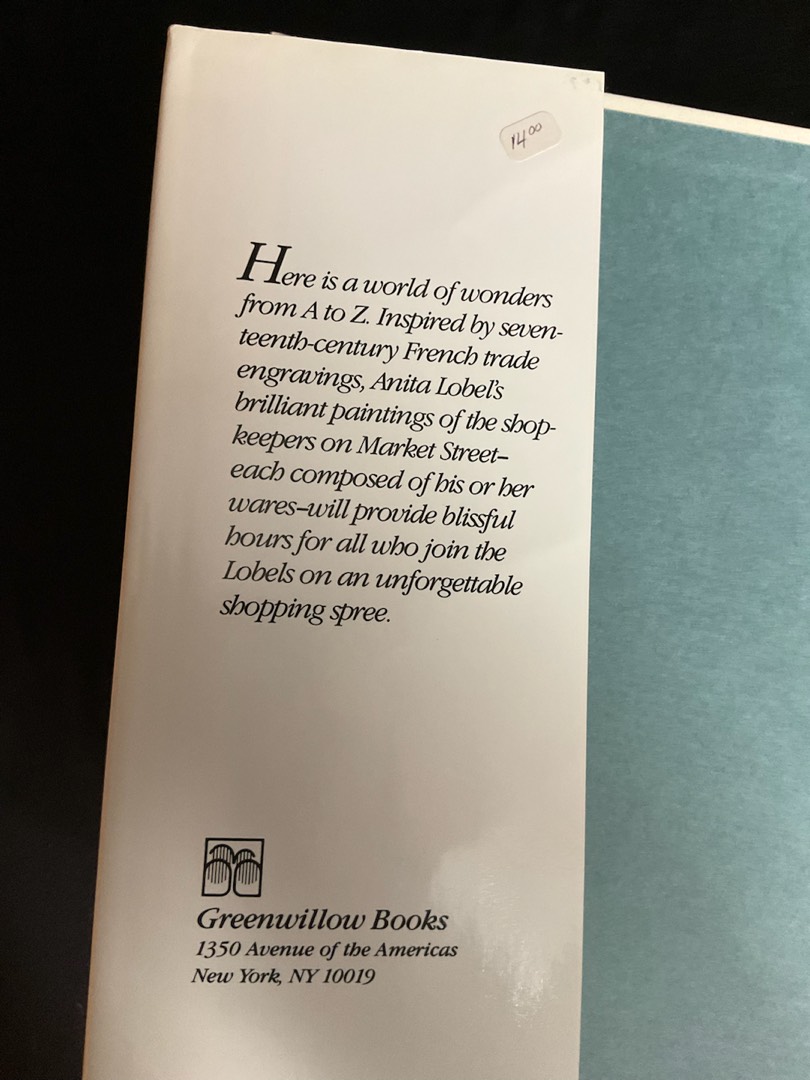 14⁰⁰
Here is a world of wonders
from A to Z. Inspired by seven-
teenth-century French trade
engravings, Anita Lobel's
brilliant paintings of the shop-
keepers on Market Street–
each composed of his or her
wares–will provide blissful
hours for all who join the
Lobels on an unforgettable
shopping spree.
Greenwillow Books
1350 Avenue of the Americas
New York, NY 10019